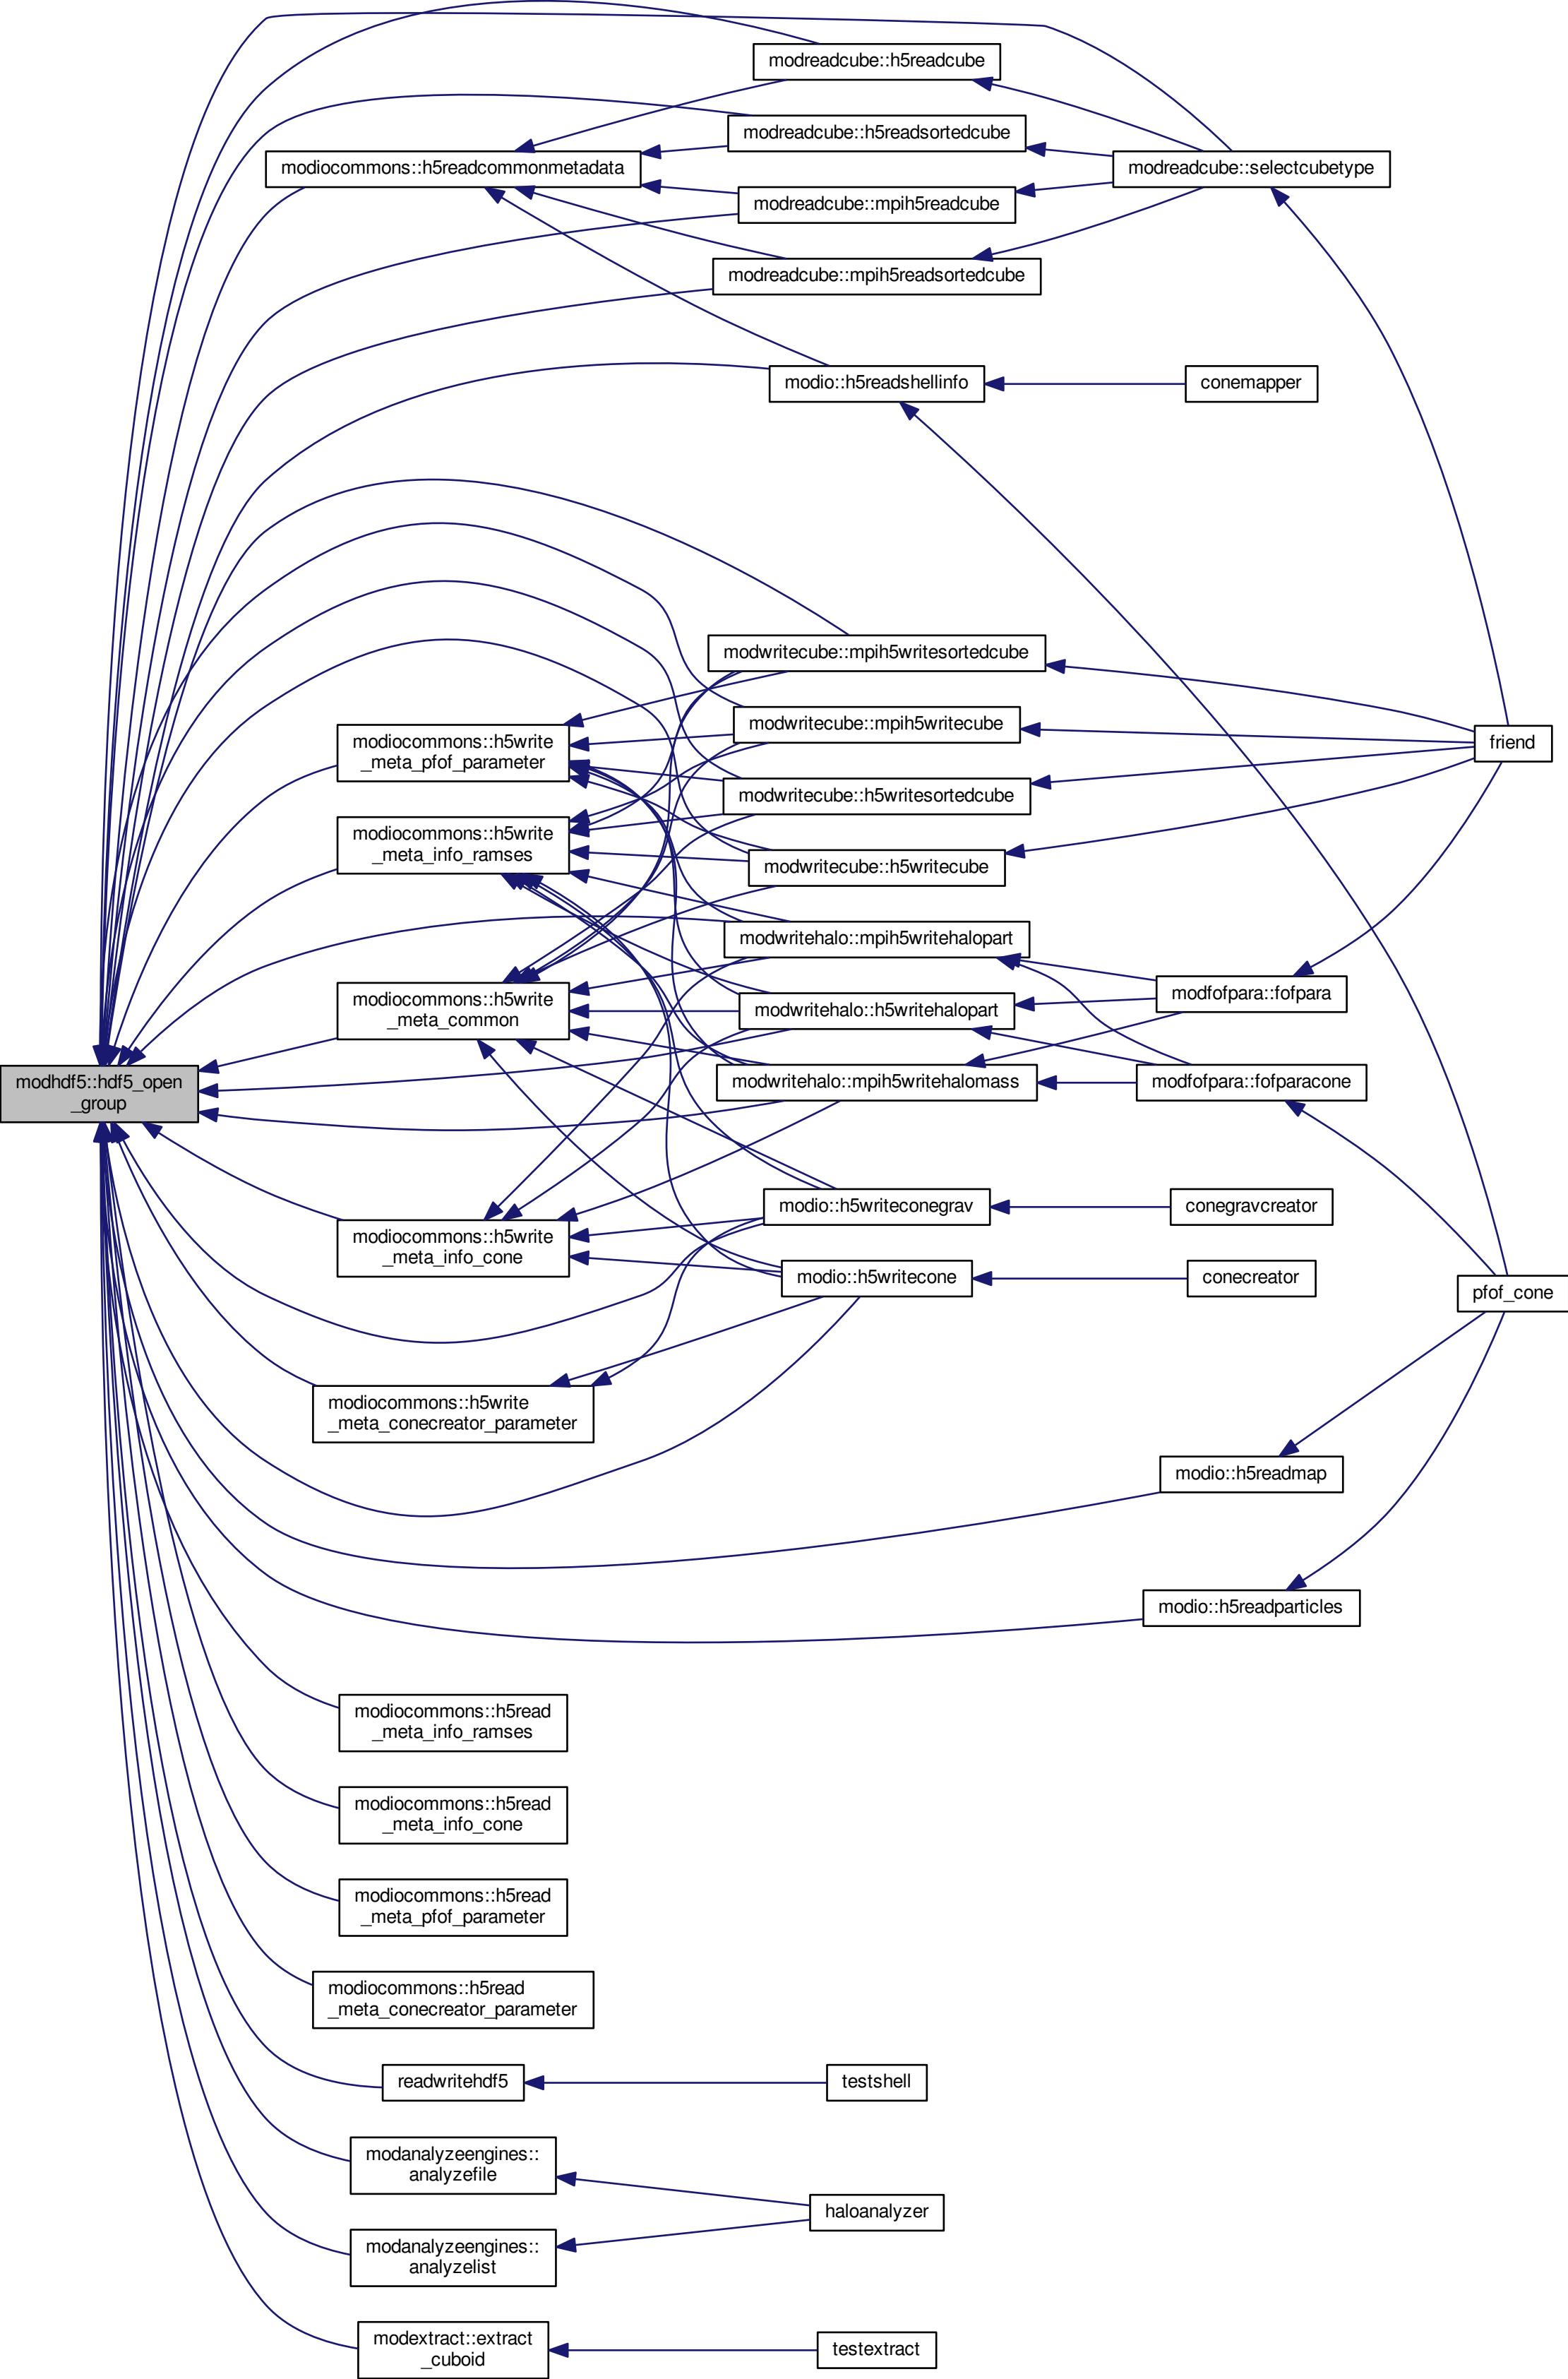 modreadcube::h5readcube
modreadcube::h5readsortedcube
modiocommons::h5readcommonmetadata
modreadcube::selectcubetype
modreadcube::mpih5readcube
modreadcube::mpih5readsortedcube
modio::h5readshellinfo
conemapper
modwritecube::mpih5writesortedcube
modwritecube::mpih5writecube
modiocommons::h5write
_meta_pfof_parameter
friend
modwritecube::h5writesortedcube
modiocommons::h5write
_meta_info_ramses
modwritecube::h5writecube
modwritehalo::mpih5writehalopart
modiocommons::h5write
_meta_common
modwritehalo::h5writehalopart
modfofpara::fofpara
modhdf5::hdf5_open
_group
modwritehalo::mpih5writehalomass
modfofpara::fofparacone
modio::h5writeconegrav
conegravcreator
modiocommons::h5write
_meta_info_cone
modio::h5writecone
conecreator
pfof_cone
modiocommons::h5write
_meta_conecreator_parameter
modio::h5readmap
modio::h5readparticles
modiocommons::h5read
_meta_info_ramses
modiocommons::h5read
_meta_info_cone
modiocommons::h5read
_meta_pfof_parameter
modiocommons::h5read
_meta_conecreator_parameter
readwritehdf5
testshell
modanalyzeengines::
analyzefile
haloanalyzer
modanalyzeengines::
analyzelist
modextract::extract
_cuboid
testextract